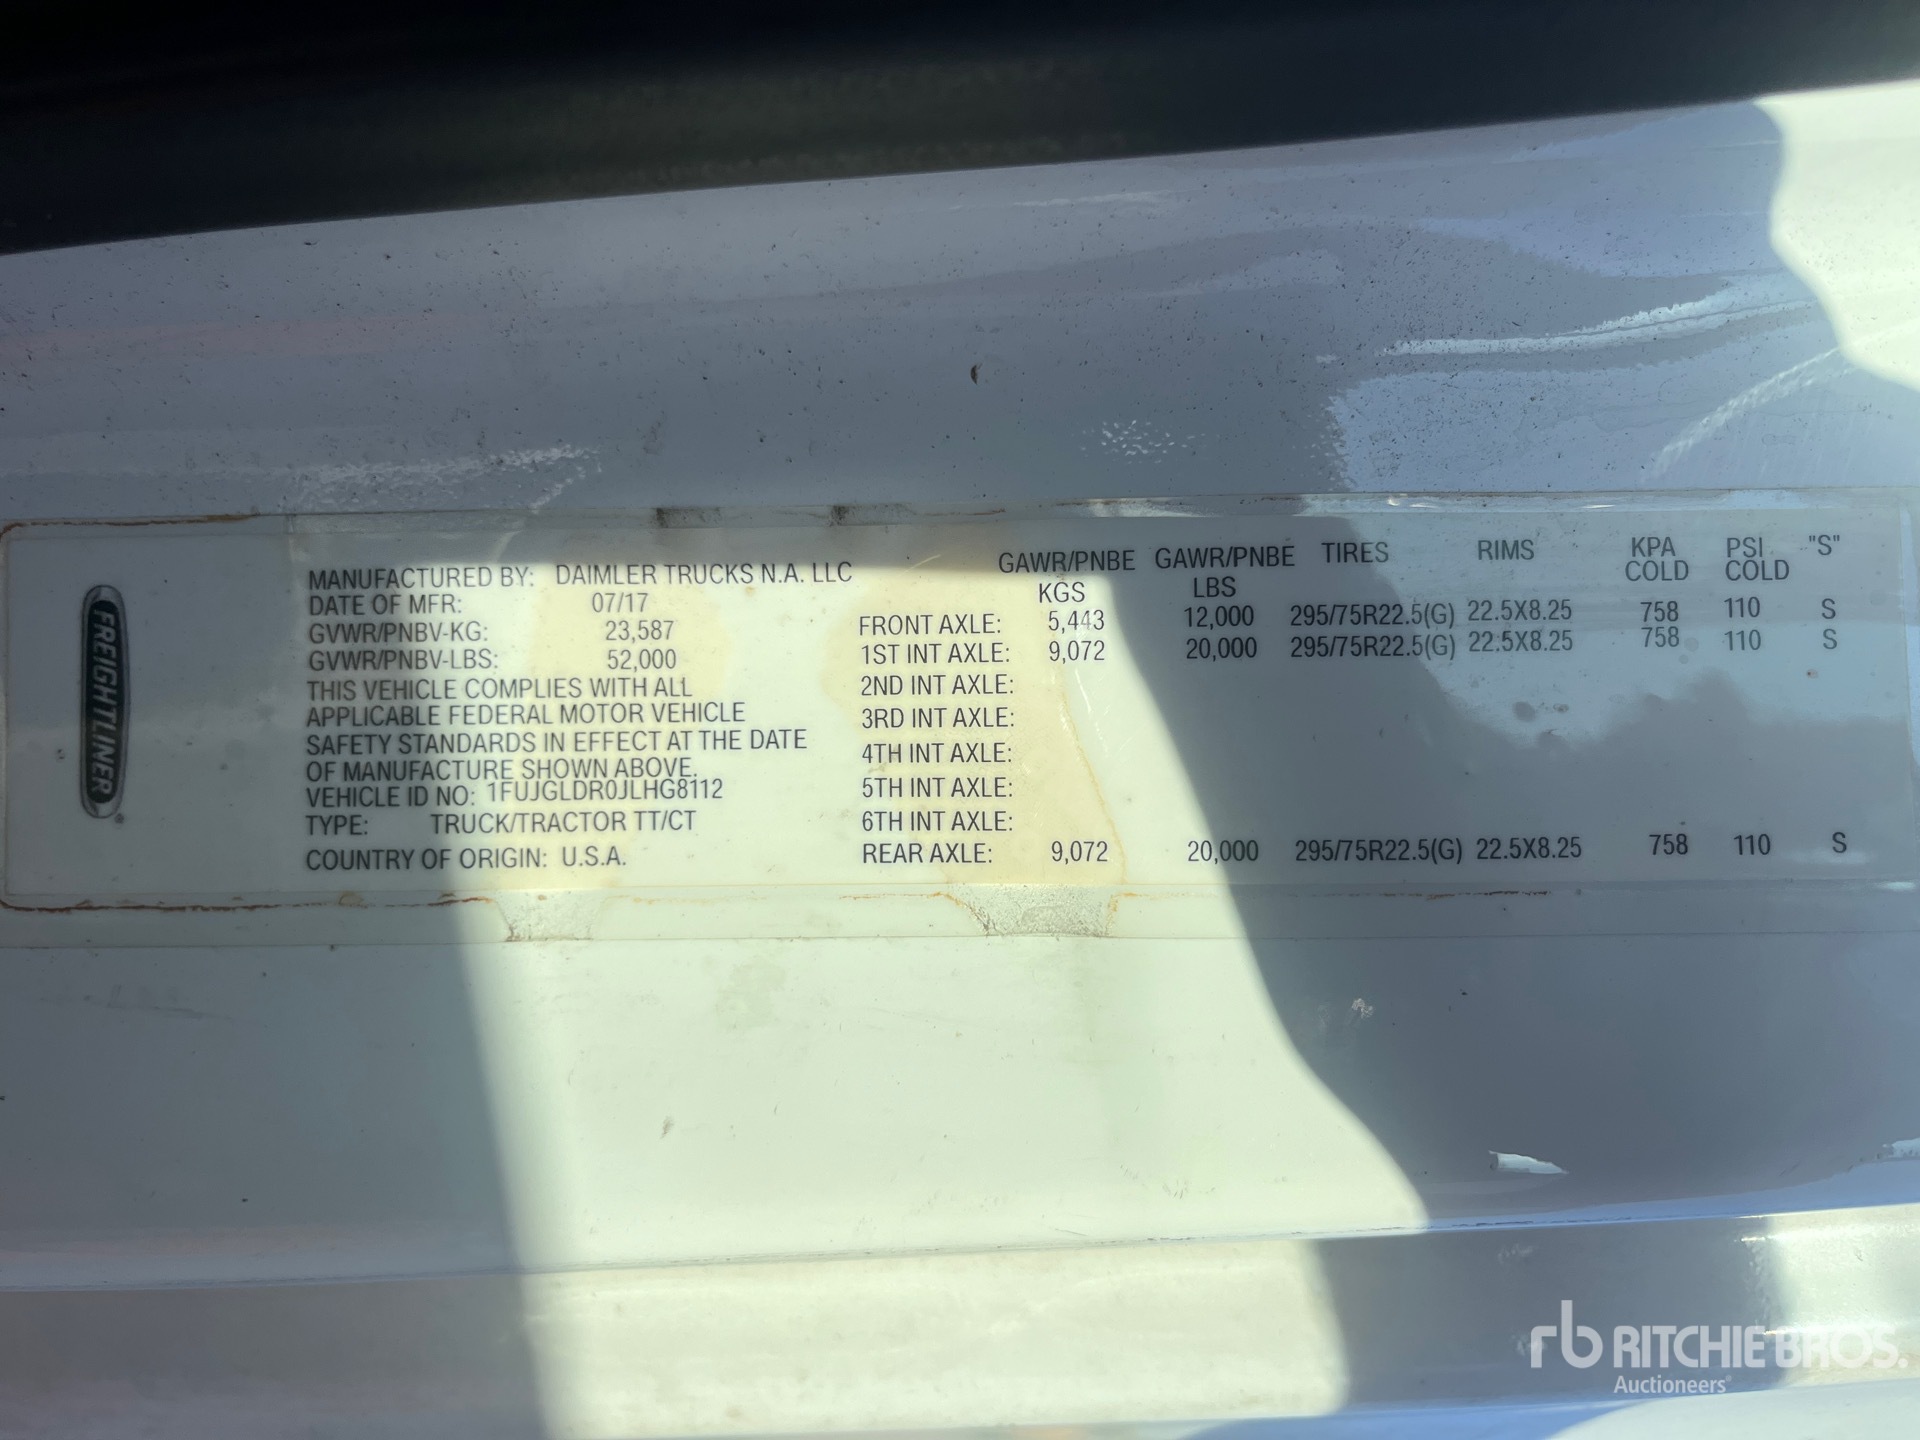 FREIGHTLINER®
MANUFACTURED BY: DAIMLER TRUCKS N.A. LLC
DATE OF MFR: 07/17
GVWR/PNBV-KG: 23,587
GVWR/PNBV-LBS: 52,000
THIS VEHICLE COMPLIES WITH ALL
APPLICABLE FEDERAL MOTOR VEHICLE
SAFETY STANDARDS IN EFFECT AT THE DATE
OF MANUFACTURE SHOWN ABOVE.
VEHICLE ID NO: 1FUJGLDR0JLHG8112
TYPE: TRUCK/TRACTOR TT/CT
COUNTRY OF ORIGIN: U.S.A.
GAWR/PNBE GAWR/PNBE TIRES RIMS KPA PSI "S"
KGS LBS COLD COLD
FRONT AXLE: 5,443 12,000 295/75R22.5(G) 22.5X8.25 758 110 S
1ST INT AXLE: 9,072 20,000 295/75R22.5(G) 22.5X8.25 758 110 S
2ND INT AXLE:
3RD INT AXLE:
4TH INT AXLE:
5TH INT AXLE:
6TH INT AXLE:
REAR AXLE: 9,072 20,000 295/75R22.5(G) 22.5X8.25 758 110 S
rb RITCHIE BROS.
Auctioneers